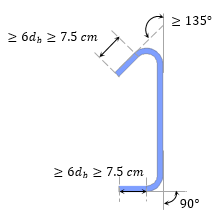 ≥ 135°
≥ 6d_b ≥ 7.5 cm
≥ 6d_b ≥ 7.5 cm
90°